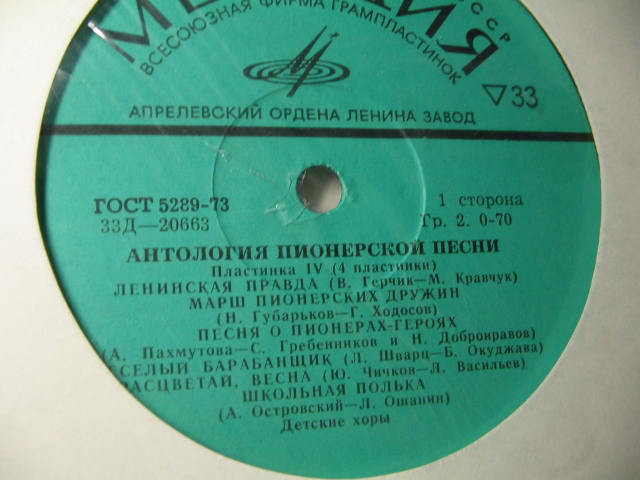 СССР
МЕЛОДИЯ
ВСЕСОЮЗНАЯ ФИРМА ГРАМПЛАСТИНОК
▽33
АПРЕЛЕВСКИЙ ОРДЕНА ЛЕНИНА ЗАВОД
ГОСТ 5289-73
1 сторона
33Д—20663
Гр. 2. 0-70
АНТОЛОГИЯ ПИОНЕРСКОЙ ПЕСНИ
Пластинка IV (4 пластинки)
ЛЕНИНСКАЯ ПРАВДА (В. Герчик—М. Кравчук)
МАРШ ПИОНЕРСКИХ ДРУЖИН
(Н. Губарьков—Г. Ходосов)
ПЕСНЯ О ПИОНЕРАХ-ГЕРОЯХ
(А. Пахмутова—С. Гребенников и Н. Добронравов)
ВЕСЕЛЫЙ БАРАБАНЩИК (Л. Шварц—Б. Окуджава)
РАСЦВЕТАЙ, ВЕСНА (Ю. Чичков—Л. Васильев)
ШКОЛЬНАЯ ПОЛЬКА
(А. Островский—Л. Ошанин)
Детские хоры